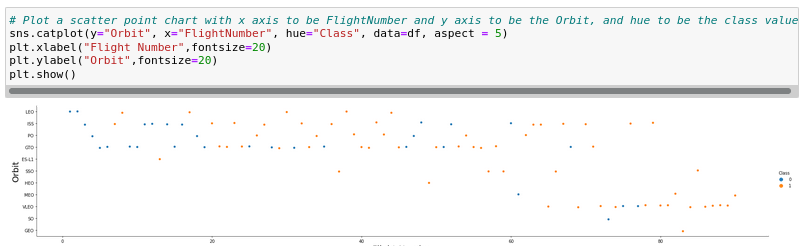 # Plot a scatter point chart with x axis to be FlightNumber and y axis to be the Orbit, and hue to be the class value
sns.catplot(y="Orbit", x="FlightNumber", hue="Class", data=df, aspect = 5)
plt.xlabel("Flight Number",fontsize=20)
plt.ylabel("Orbit",fontsize=20)
plt.show()
LEO
ISS
PO
GTO
ES-L1
SSO
HEO
MEO
VLEO
SO
GEO
Orbit
0
20
40
60
80
Class
0
1